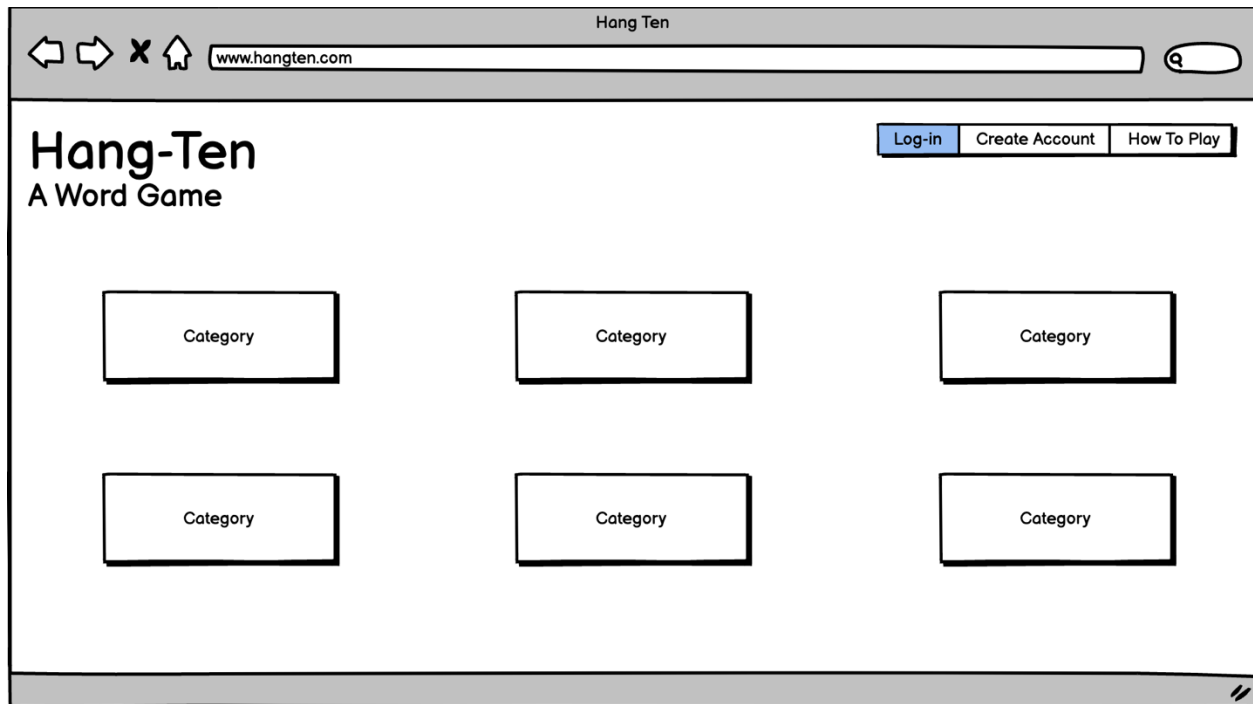 Hang Ten
www.hangten.com
Hang-Ten
A Word Game
Log-in Create Account How To Play
Category Category Category
Category Category Category